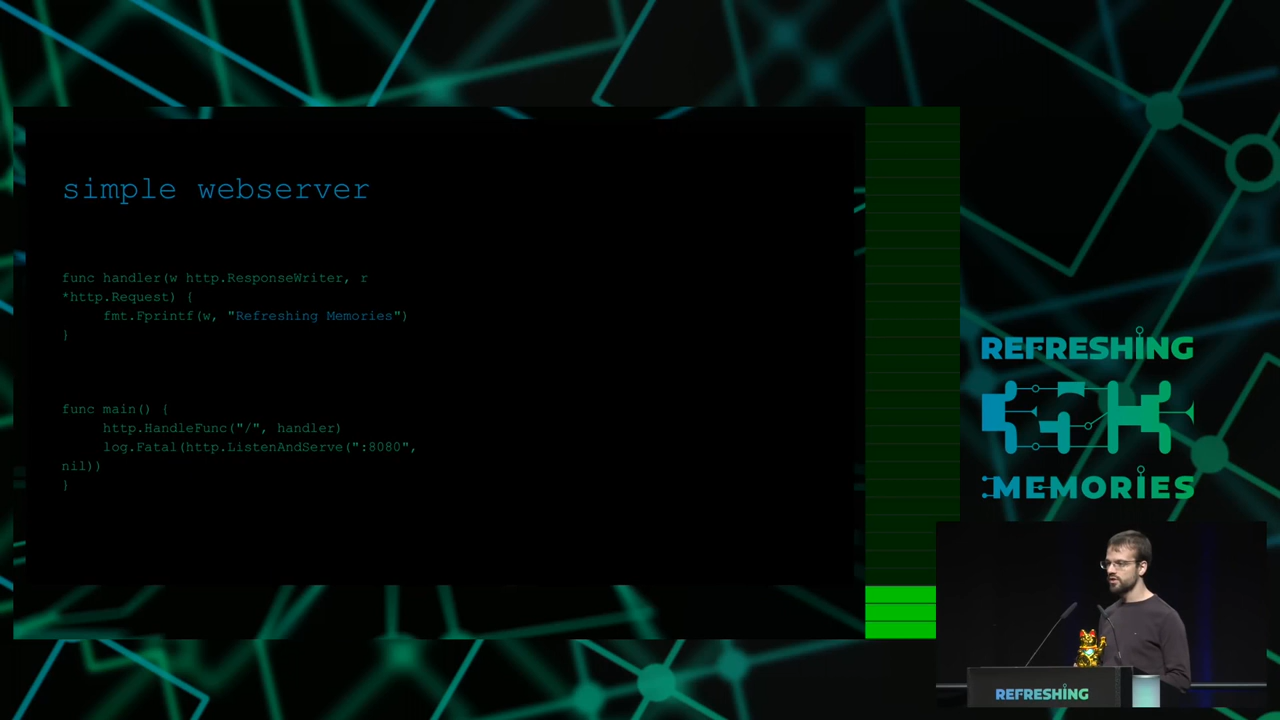 simple webserver
func handler(w http.ResponseWriter, r
*http.Request) {
fmt.Fprintf(w, "Refreshing Memories")
}
func main() {
http.HandleFunc("/", handler)
log.Fatal(http.ListenAndServe(":8080",
nil))
}
REFRESHING
MEMORIES
REFRESHING